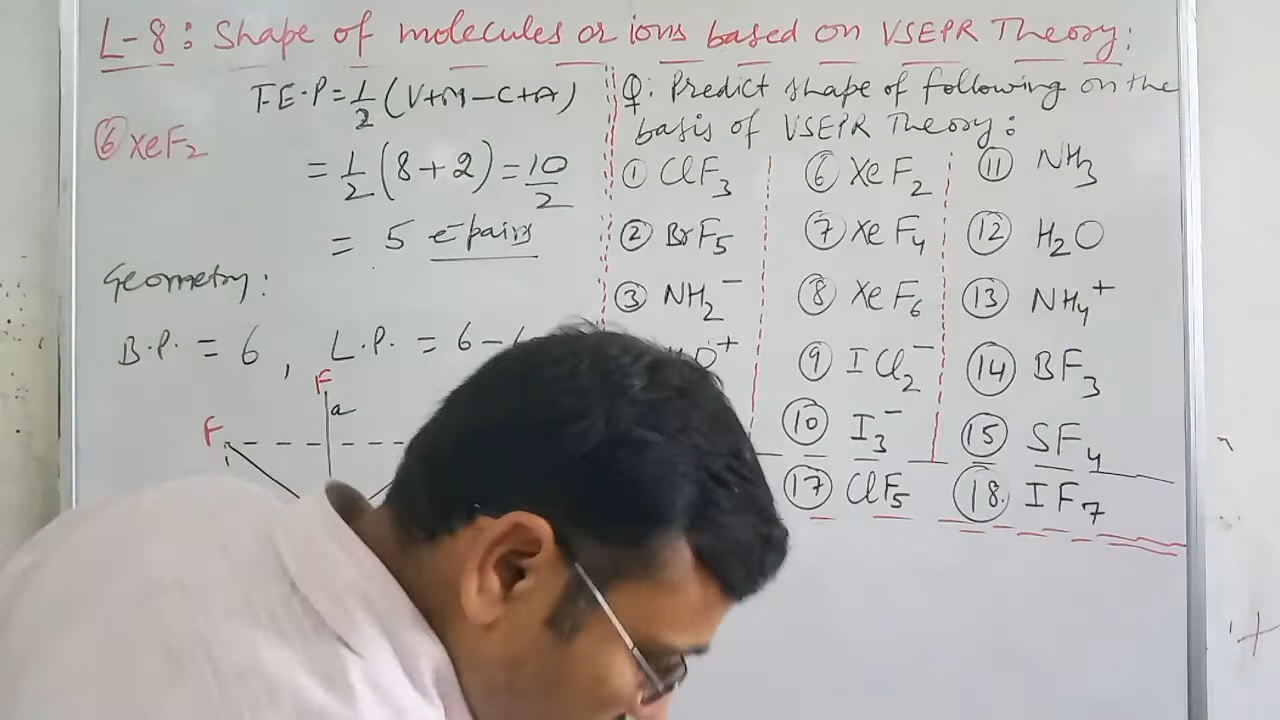 L-8: Shape of molecules or ions based on VSEPR Theory:
T.E.P = 1/2 (V+M-C+A)
⑥ XeF2
= 1/2 (8+2) = 10/2
= 5 e- pairs
Geometry:
B.P. = 6, L.P. = 6 -
F
a
F
Q: Predict shape of following on the
basis of VSEPR Theory:
① ClF3 ⑥ XeF2 ⑪ NH3
② BrF5 ⑦ XeF4 ⑫ H2O
③ NH2- ⑧ XeF6 ⑬ NH4+
O+ ⑨ ICl2- ⑭ BF3
⑩ I3- ⑮ SF4
⑰ ClF5 ⑱ IF7